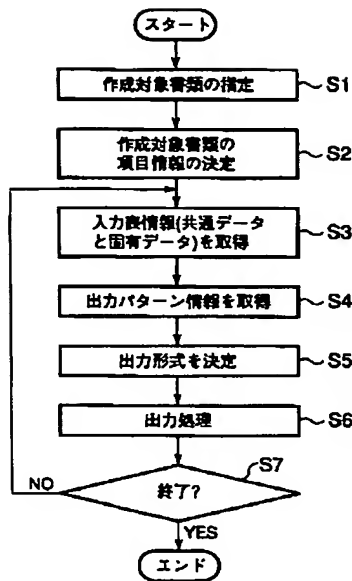 スタート
作成対象書類の指定
S1
作成対象書類の
項目情報の決定
S2
入力表情報(共通データ
と固有データ)を取得
S3
出力パターン情報を取得
S4
出力形式を決定
S5
出力処理
S6
S7
終了?
NO
YES
エンド